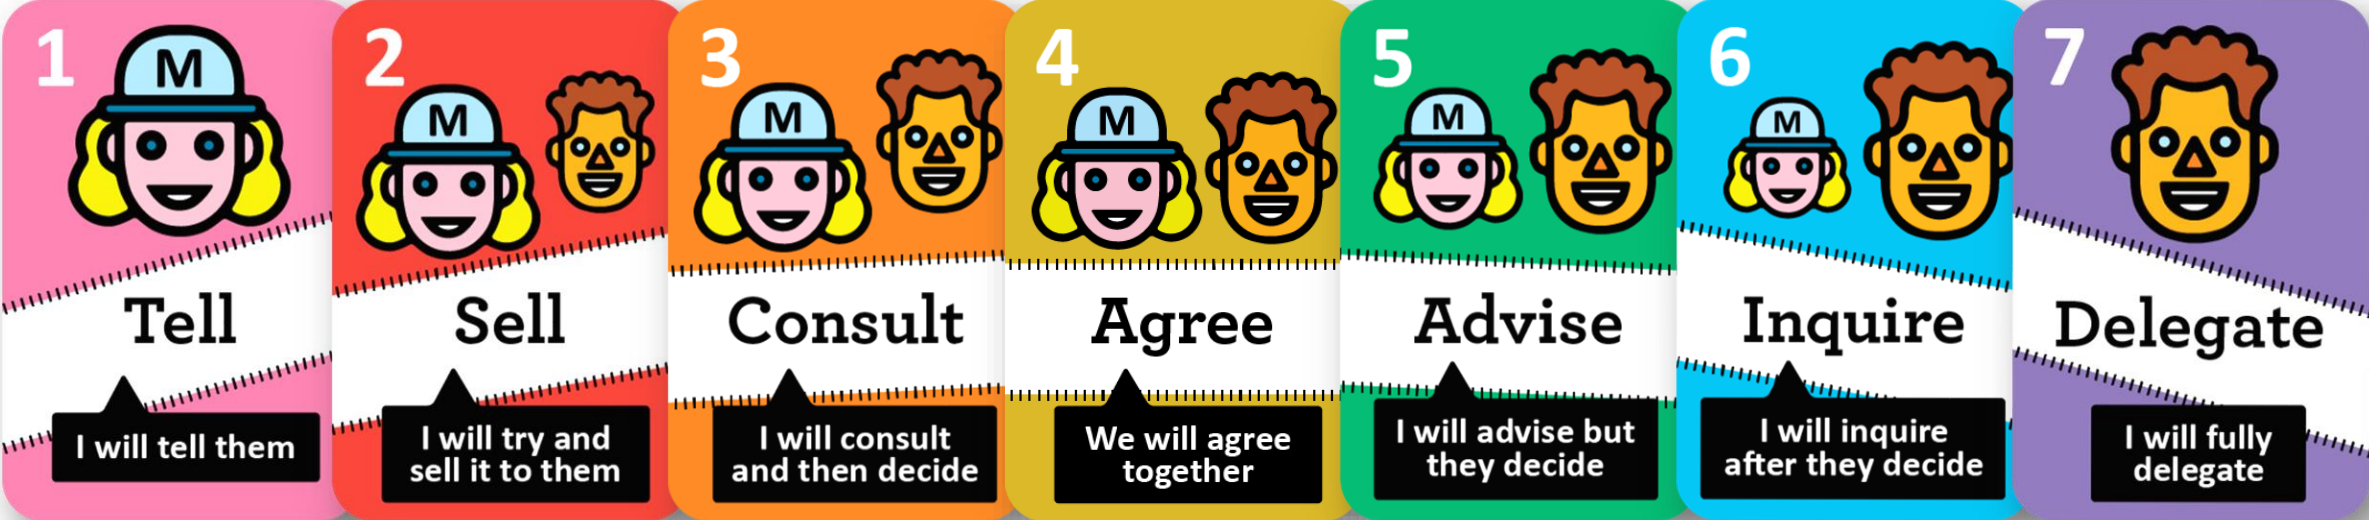 1
M
Tell
I will tell them
2
M
Sell
I will try and
sell it to them
3
M
Consult
I will consult
and then decide
4
M
Agree
We will agree
together
5
M
Advise
I will advise but
they decide
6
M
Inquire
I will inquire
after they decide
7
Delegate
I will fully
delegate